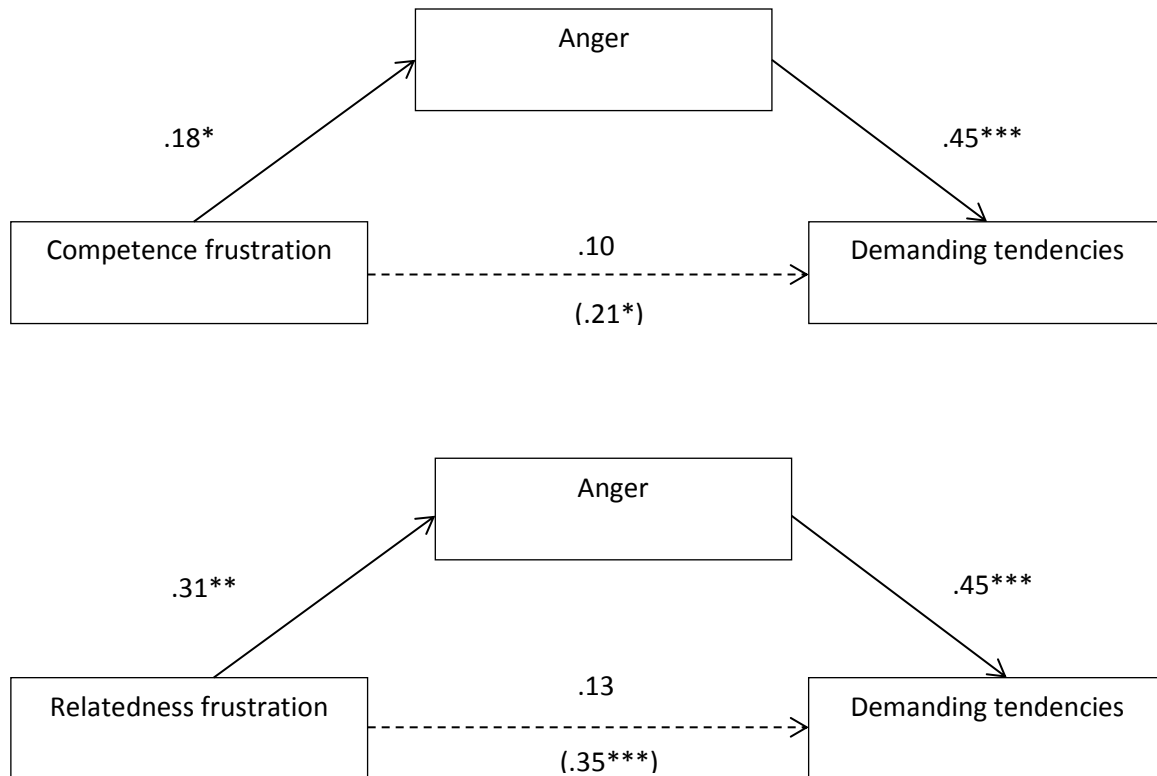 Anger
.18*
.45***
Competence frustration
.10
Demanding tendencies
(.21*)
Anger
.31**
.45***
Relatedness frustration
.13
Demanding tendencies
(.35***)